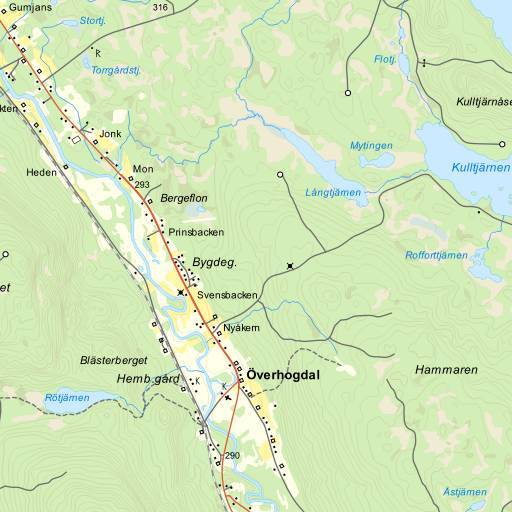 Gumjans
316
Stortj.
R
Flotj.
Torrgårdstj.
Kulltjärnåse
kten
Jonk
Mytingen
Mon
Kulltjärnen
Heden
293
Långtjärnen
Bergeflon
Prinsbacken
Rofforttjärnen
Bygdeg.
et
Svensbacken
Nyåkern
Blästerberget
Hammaren
Överhogdal
Hemb.gård
K
K
Rötjärnen
290
Åstjärnen